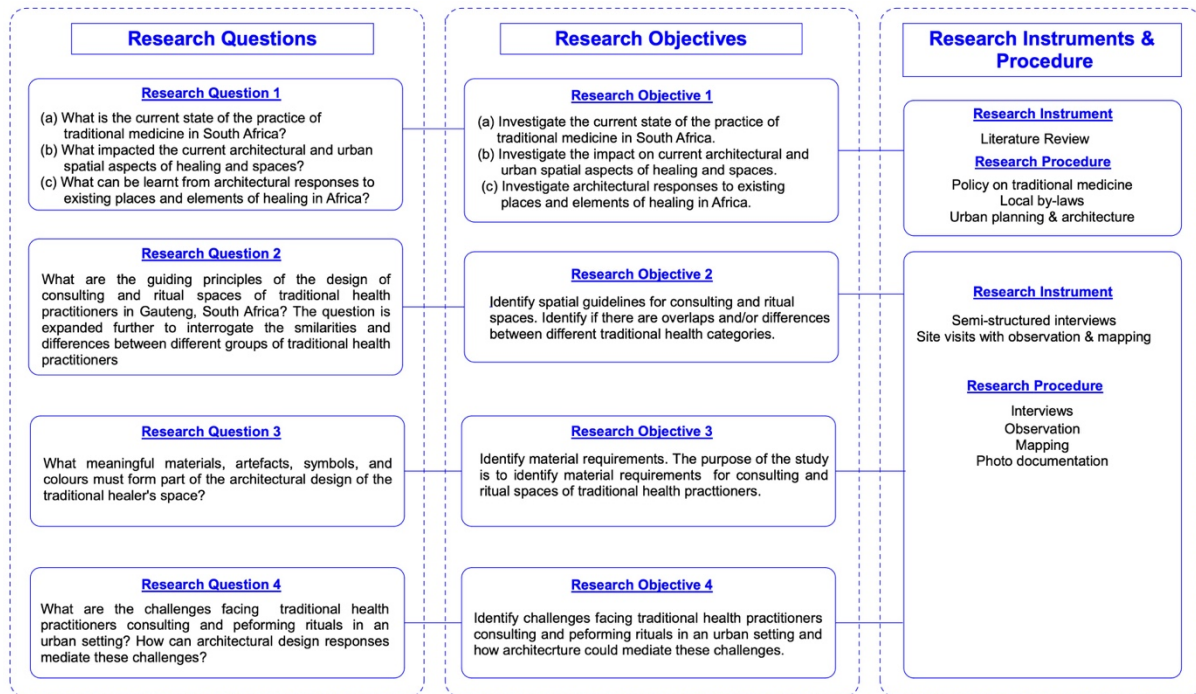 Research Questions
Research Question 1
(a) What is the current state of the practice of
traditional medicine in South Africa?
(b) What impacted the current architectural and urban
spatial aspects of healing and spaces?
(c) What can be learnt from architectural responses to
existing places and elements of healing in Africa?
Research Question 2
What are the guiding principles of the design of
consulting and ritual spaces of traditional health
practitioners in Gauteng, South Africa? The question is
expanded further to interrogate the smilarities and
differences between different groups of traditional health
practitioners
Research Question 3
What meaningful materials, artefacts, symbols, and
colours must form part of the architectural design of the
traditional healer's space?
Research Question 4
What are the challenges facing traditional health
practitioners consulting and peforming rituals in an
urban setting? How can architectural design responses
mediate these challenges?
Research Objectives
Research Objective 1
(a) Investigate the current state of the practice of
traditional medicine in South Africa.
(b) Investigate the impact on current architectural and
urban spatial aspects of healing and spaces.
(c) Investigate architectural responses to existing
places and elements of healing in Africa.
Research Objective 2
Identify spatial guidelines for consulting and ritual
spaces. Identify if there are overlaps and/or differences
between different traditional health categories.
Research Objective 3
Identify material requirements. The purpose of the study
is to identify material requirements for consulting and
ritual spaces of traditional health practtioners.
Research Objective 4
Identify challenges facing traditional health practitioners
consulting and peforming rituals in an urban setting and
how architecrture could mediate these challenges.
Research Instruments &
Procedure
Research Instrument
Literature Review
Research Procedure
Policy on traditional medicine
Local by-laws
Urban planning & architecture
Research Instrument
Semi-structured interviews
Site visits with observation & mapping
Research Procedure
Interviews
Observation
Mapping
Photo documentation